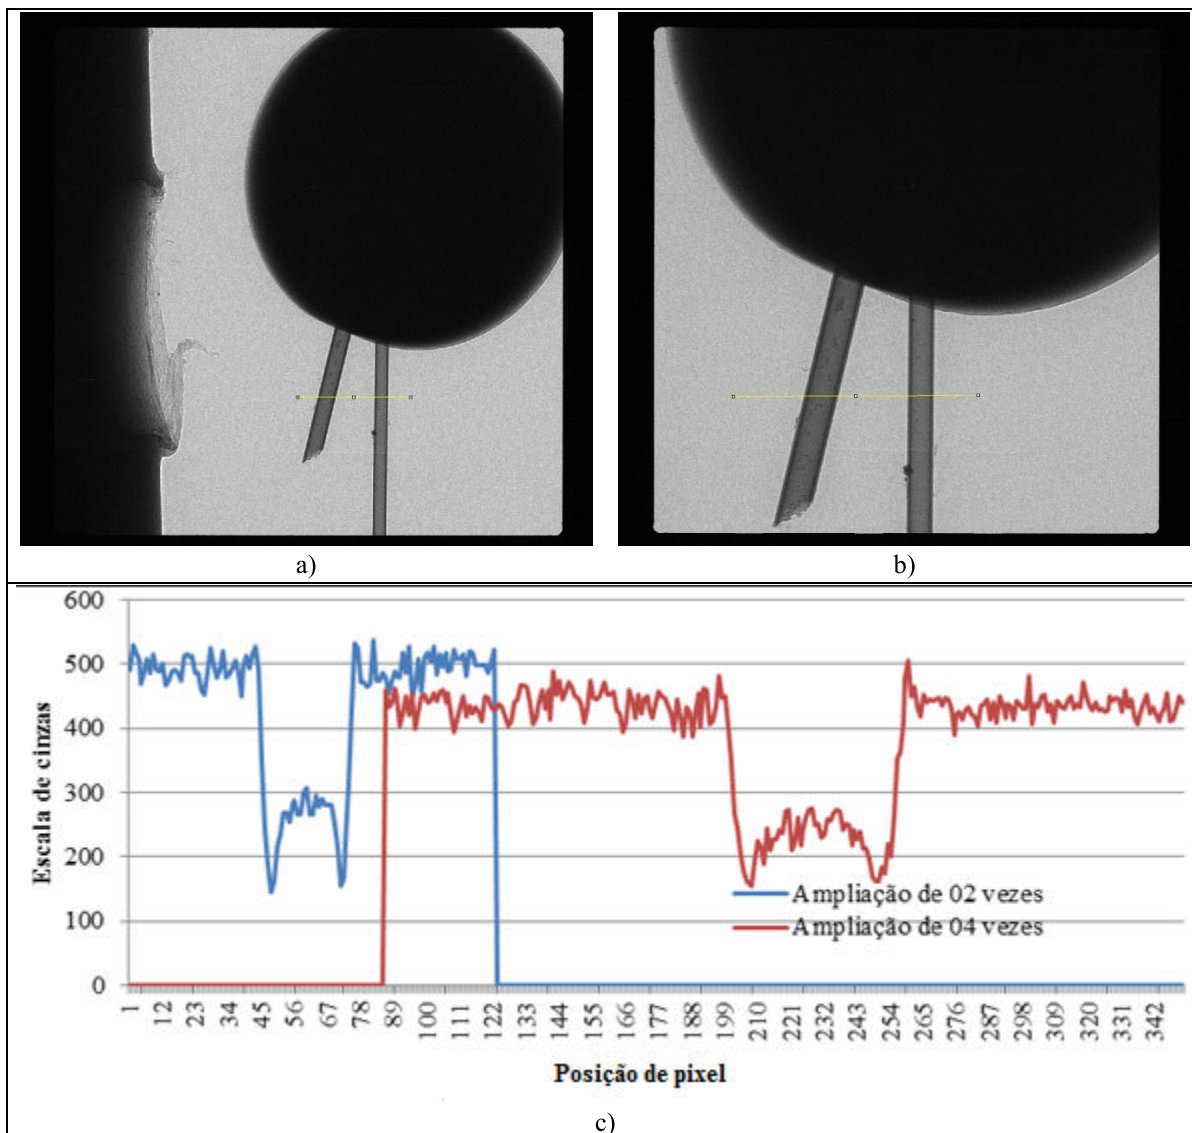 a)
b)
600
500
400
300
200
100
0
Escala de cinzas
Ampliação de 02 vezes
Ampliação de 04 vezes
1 12 23 34 45 56 67 78 89 100 111 122 133 144 155 166 177 188 199 210 221 232 243 254 265 276 287 298 309 320 331 342
Posição de pixel
c)